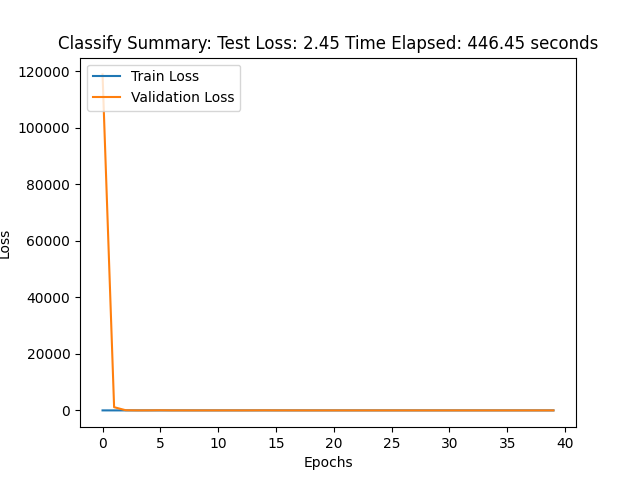 Classify Summary: Test Loss: 2.45 Time Elapsed: 446.45 seconds
Train Loss
Validation Loss
120000
100000
80000
60000
40000
20000
0
Loss
0 5 10 15 20 25 30 35 40
Epochs